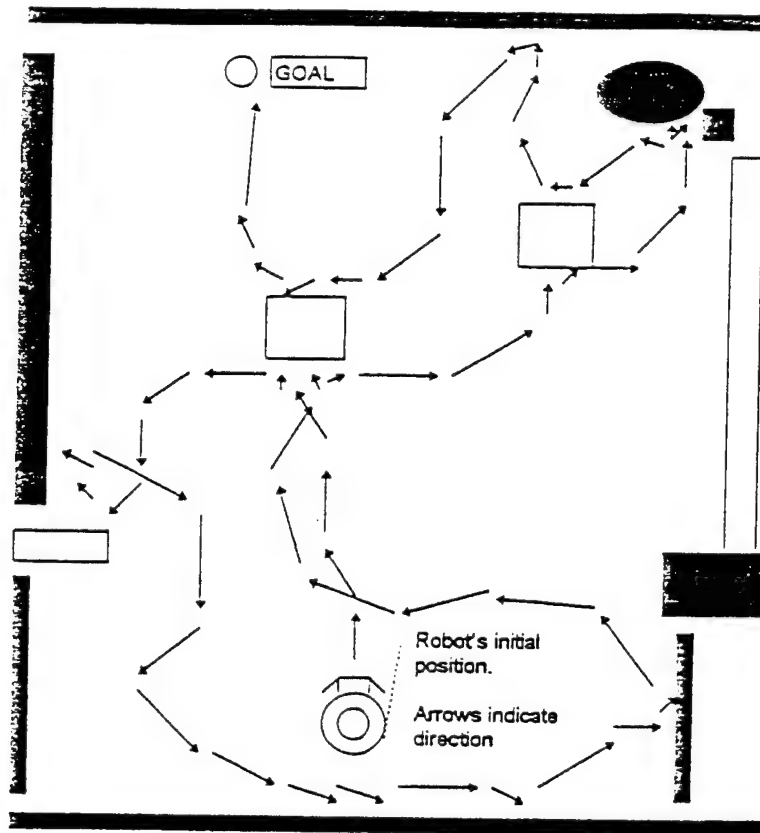 GOAL
Robot's initial
position.
Arrows indicate
direction